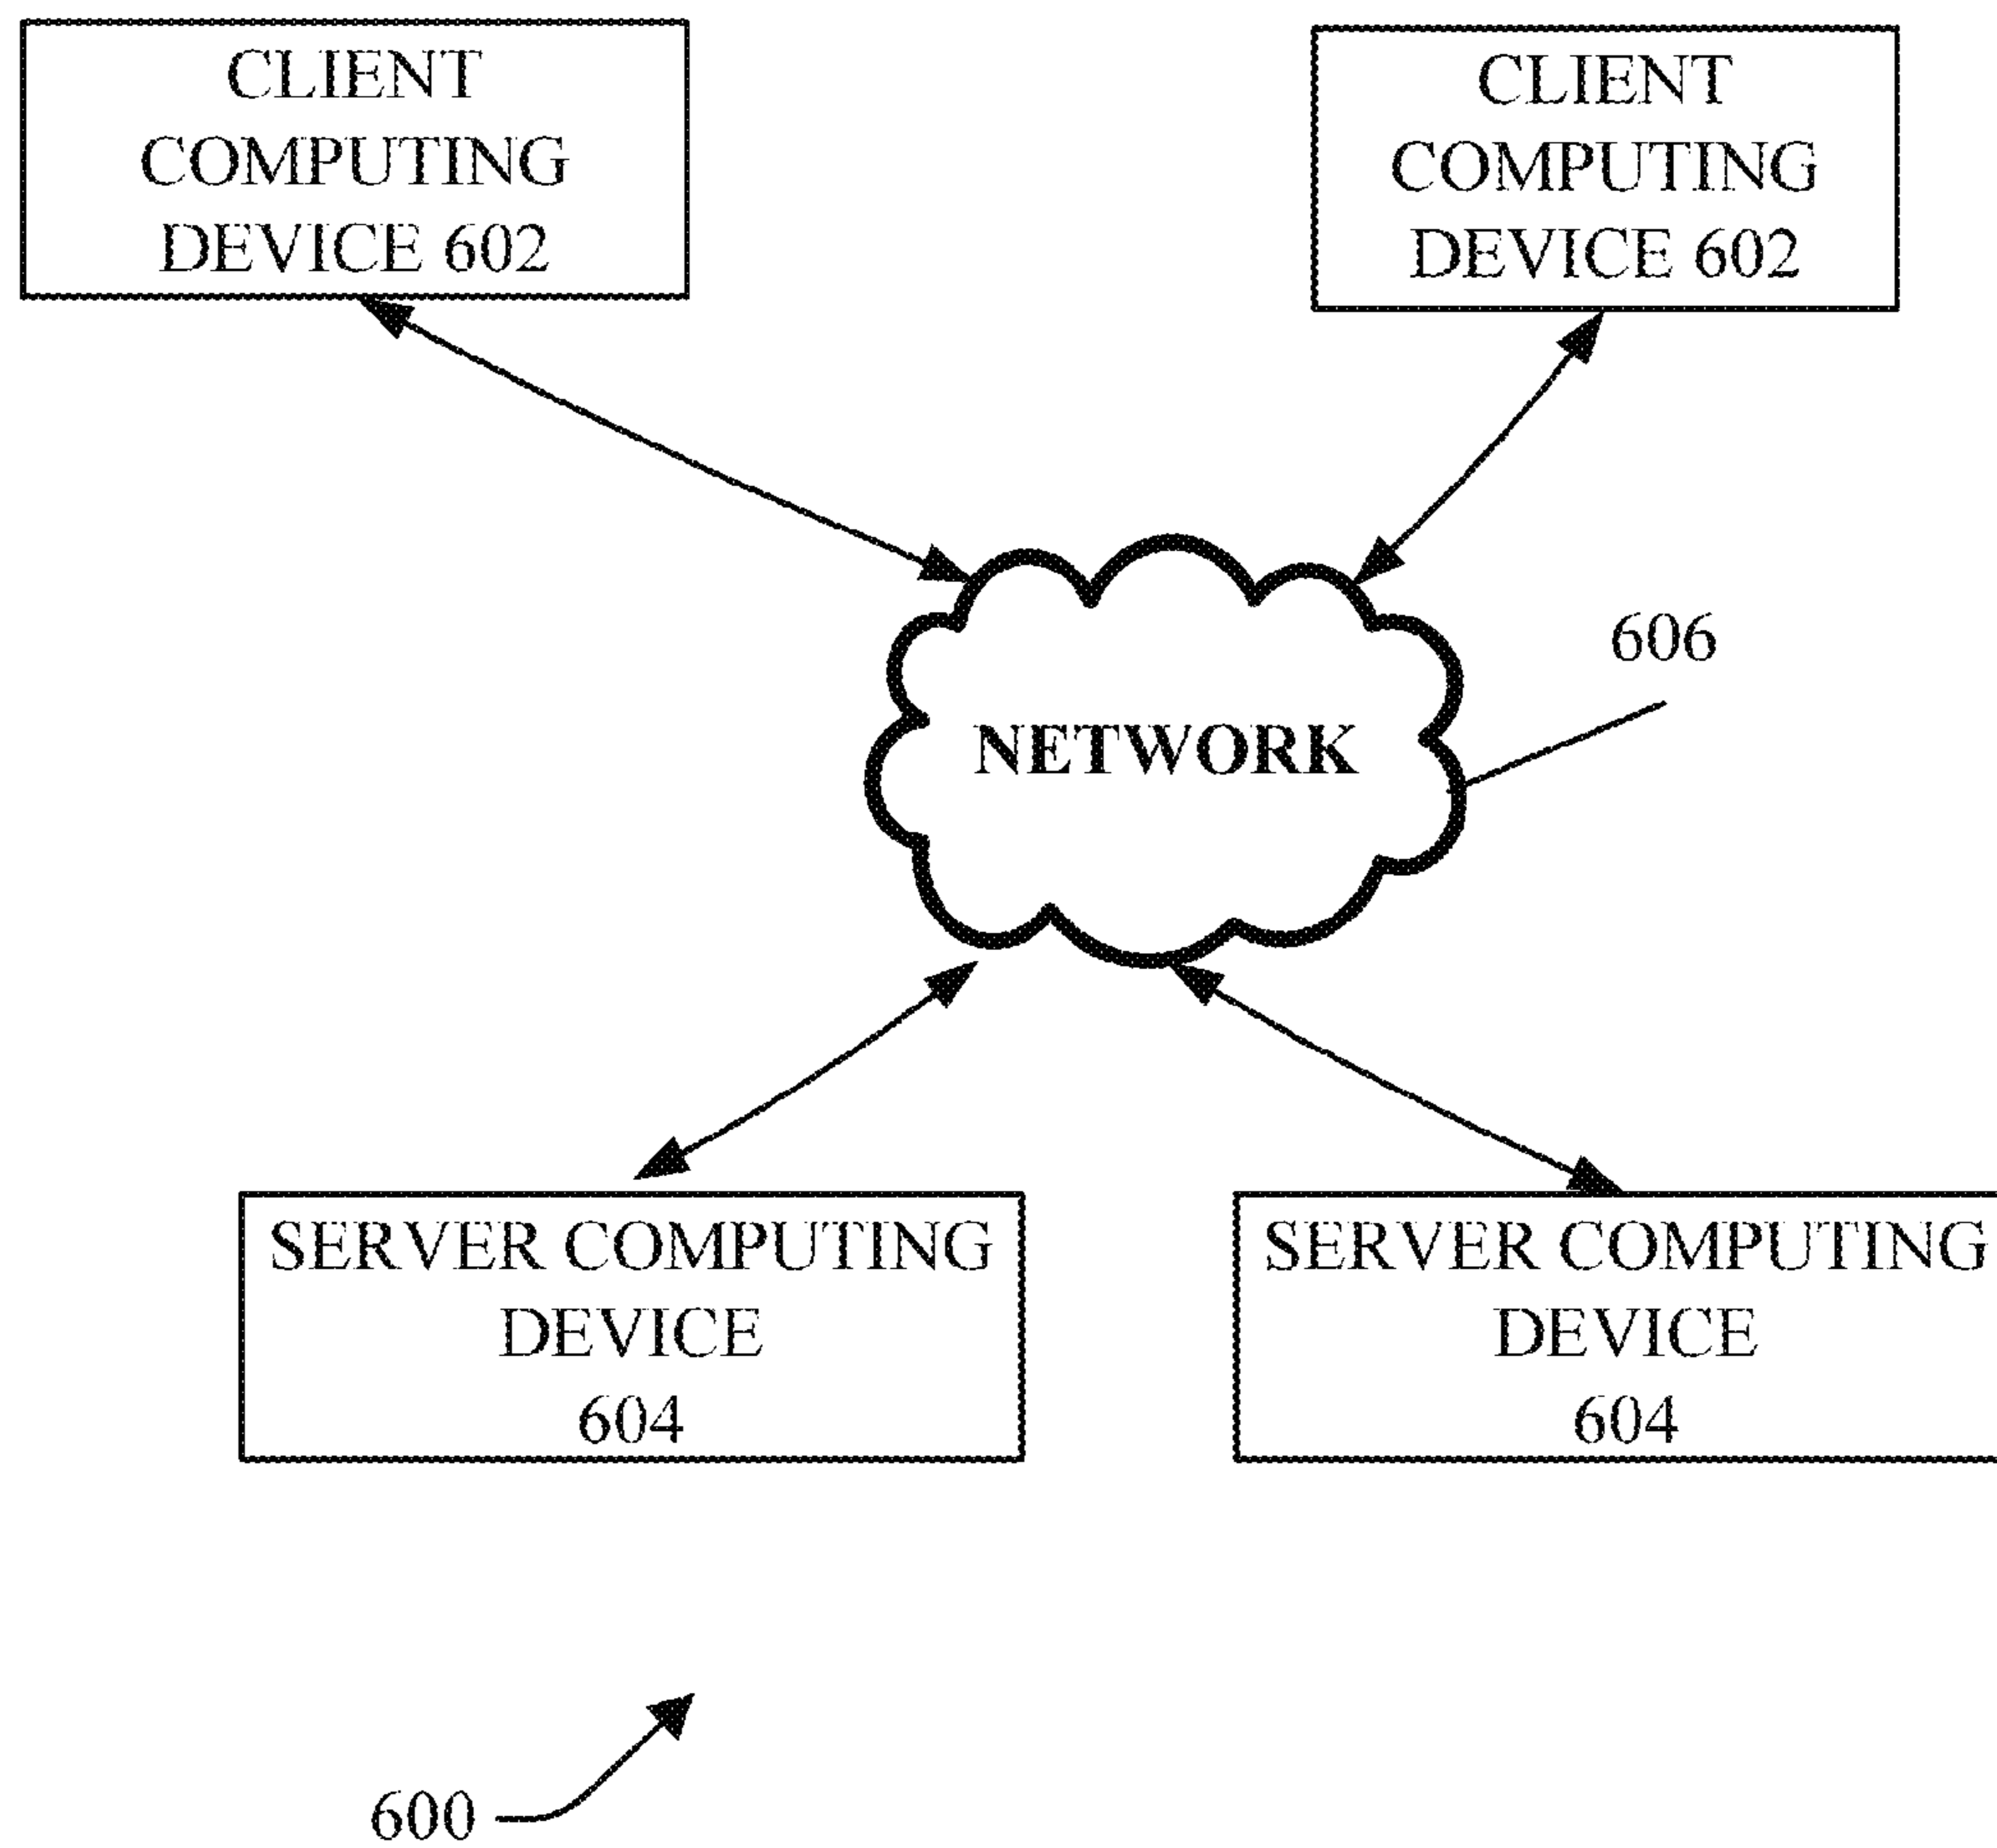 CLIENT
COMPUTING
DEVICE 602
CLIENT
COMPUTING
DEVICE 602
606
NETWORK
SERVER COMPUTING
DEVICE
604
SERVER COMPUTING
DEVICE
604
600